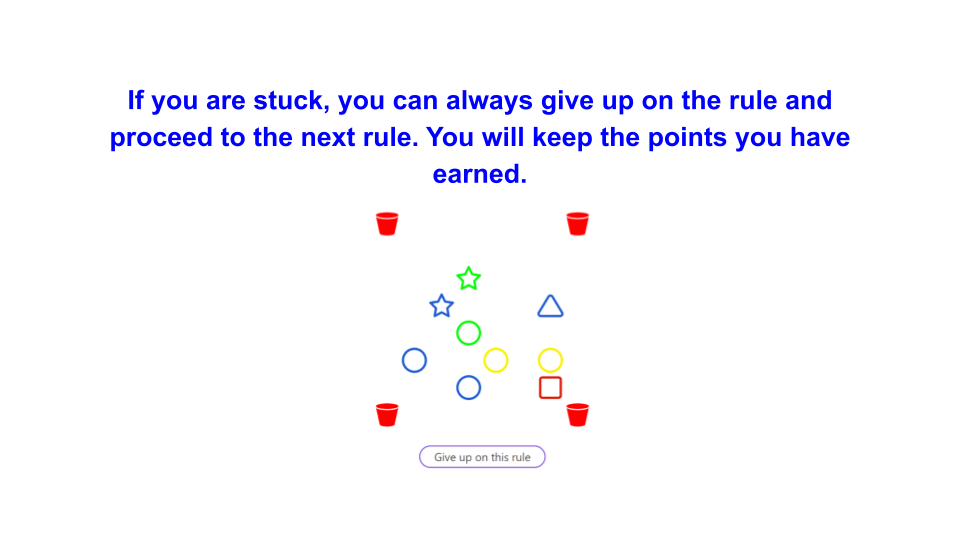 If you are stuck, you can always give up on the rule and
proceed to the next rule. You will keep the points you have
earned.
Give up on this rule